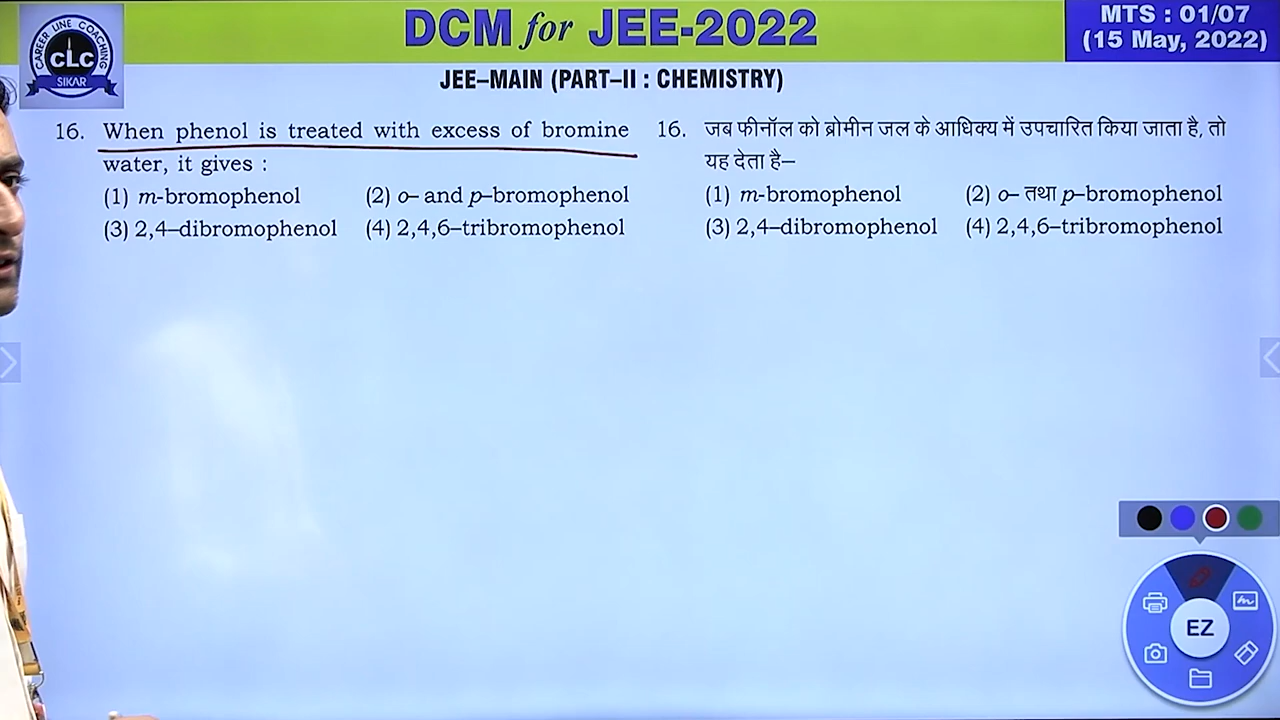 CAREER LINE COACHING
CLC
SIKAR
DCM for JEE-2022
MTS : 01/07
(15 May, 2022)
JEE–MAIN (PART–II : CHEMISTRY)
16. When phenol is treated with excess of bromine
water, it gives :
(1) m-bromophenol (2) o– and p–bromophenol
(3) 2,4–dibromophenol (4) 2,4,6–tribromophenol
16. जब फीनॉल को ब्रोमीन जल के आधिक्य में उपचारित किया जाता है, तो
यह देता है–
(1) m-bromophenol (2) o– तथा p–bromophenol
(3) 2,4–dibromophenol (4) 2,4,6–tribromophenol
EZ